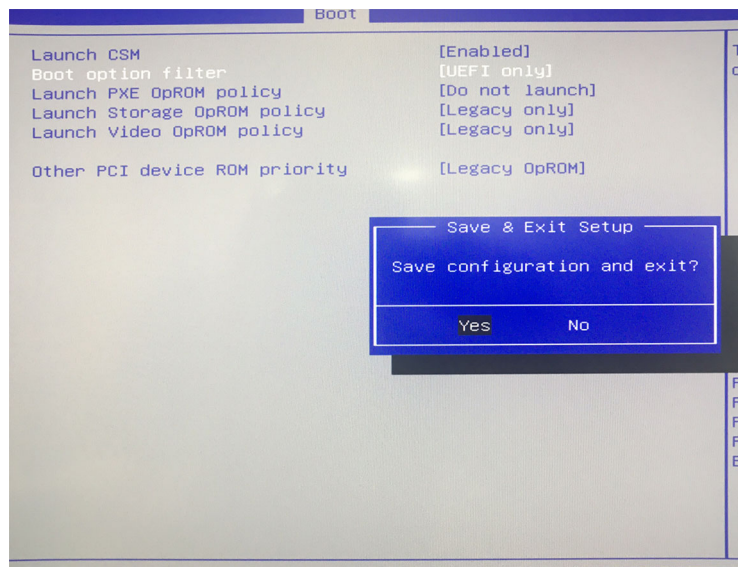 Boot
Launch CSM [Enabled]
Boot option filter [UEFI only]
Launch PXE OpROM policy [Do not launch]
Launch Storage OpROM policy [Legacy only]
Launch Video OpROM policy [Legacy only]
Other PCI device ROM priority [Legacy OpROM]
Save & Exit Setup
Save configuration and exit?
Yes No